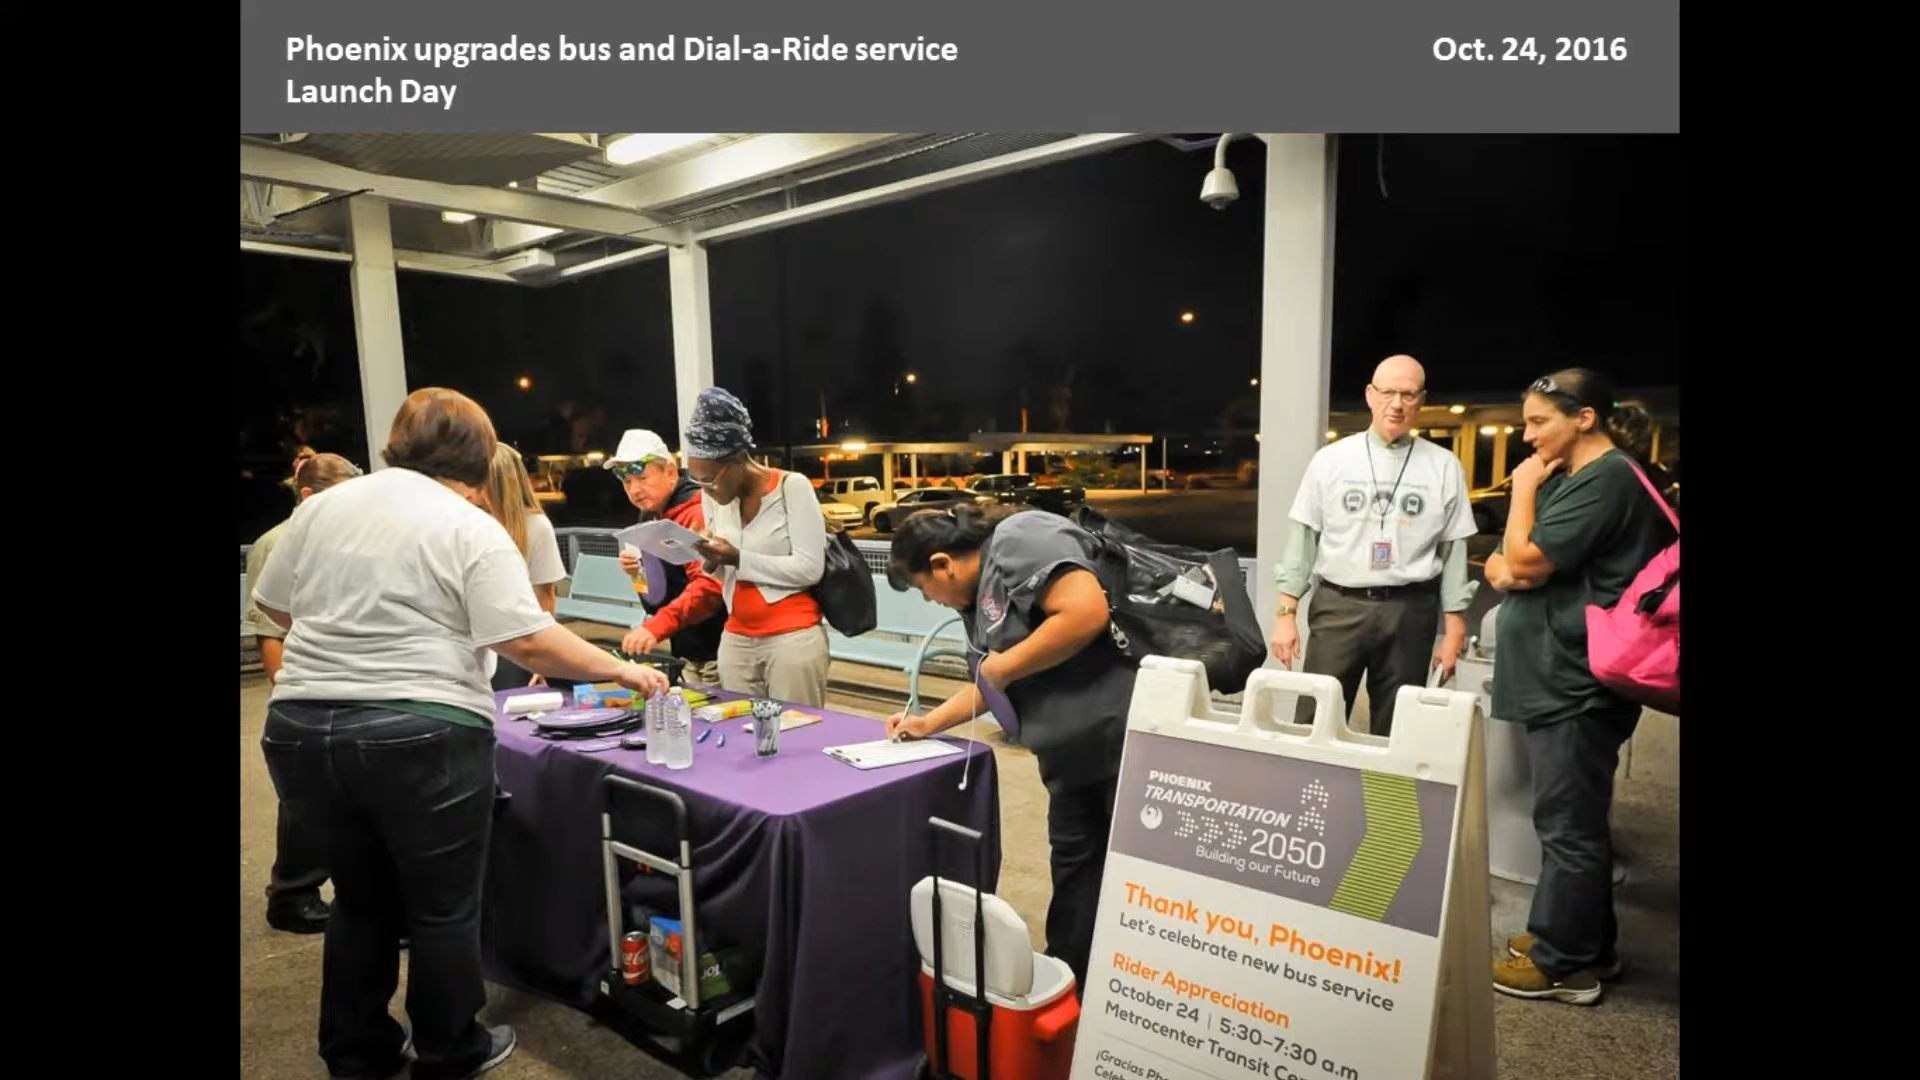 Phoenix upgrades bus and Dial-a-Ride service
Launch Day
Oct. 24, 2016
PHOENIX
TRANSPORTATION
2050
Building our Future
Thank you, Phoenix!
Let's celebrate new bus service
Rider Appreciation
October 24 | 5:30-7:30 a.m
Metrocenter Transit
¡Gracias